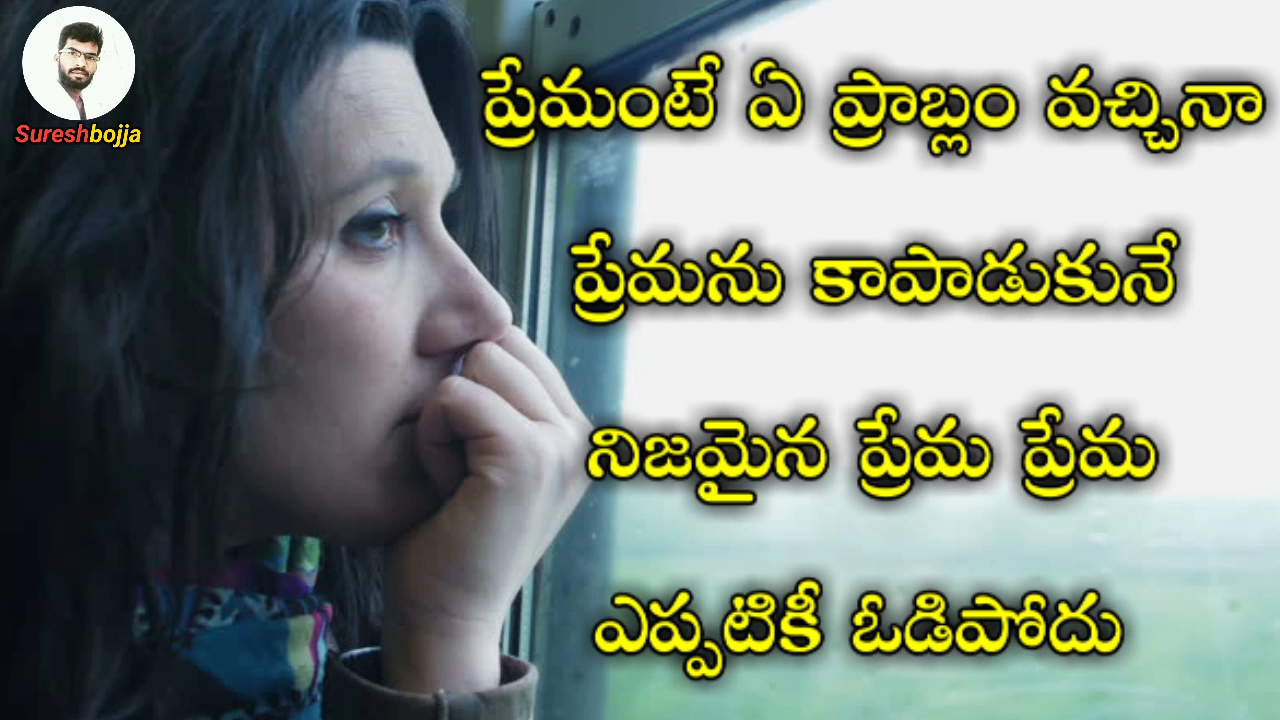 Sureshbojja
ప్రేమంటే ఏ ప్రాబ్లం వచ్చినా
ప్రేమను కాపాడుకునే
నిజమైన ప్రేమ ప్రేమ
ఎప్పటికీ ఓడిపోదు